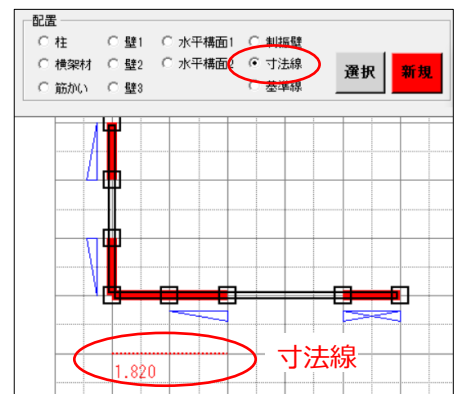 配置
柱 壁1 水平構面1 制振壁
横架材 壁2 水平構面2 寸法線
筋かい 壁3 基準線
選択 新規
1.820
寸法線